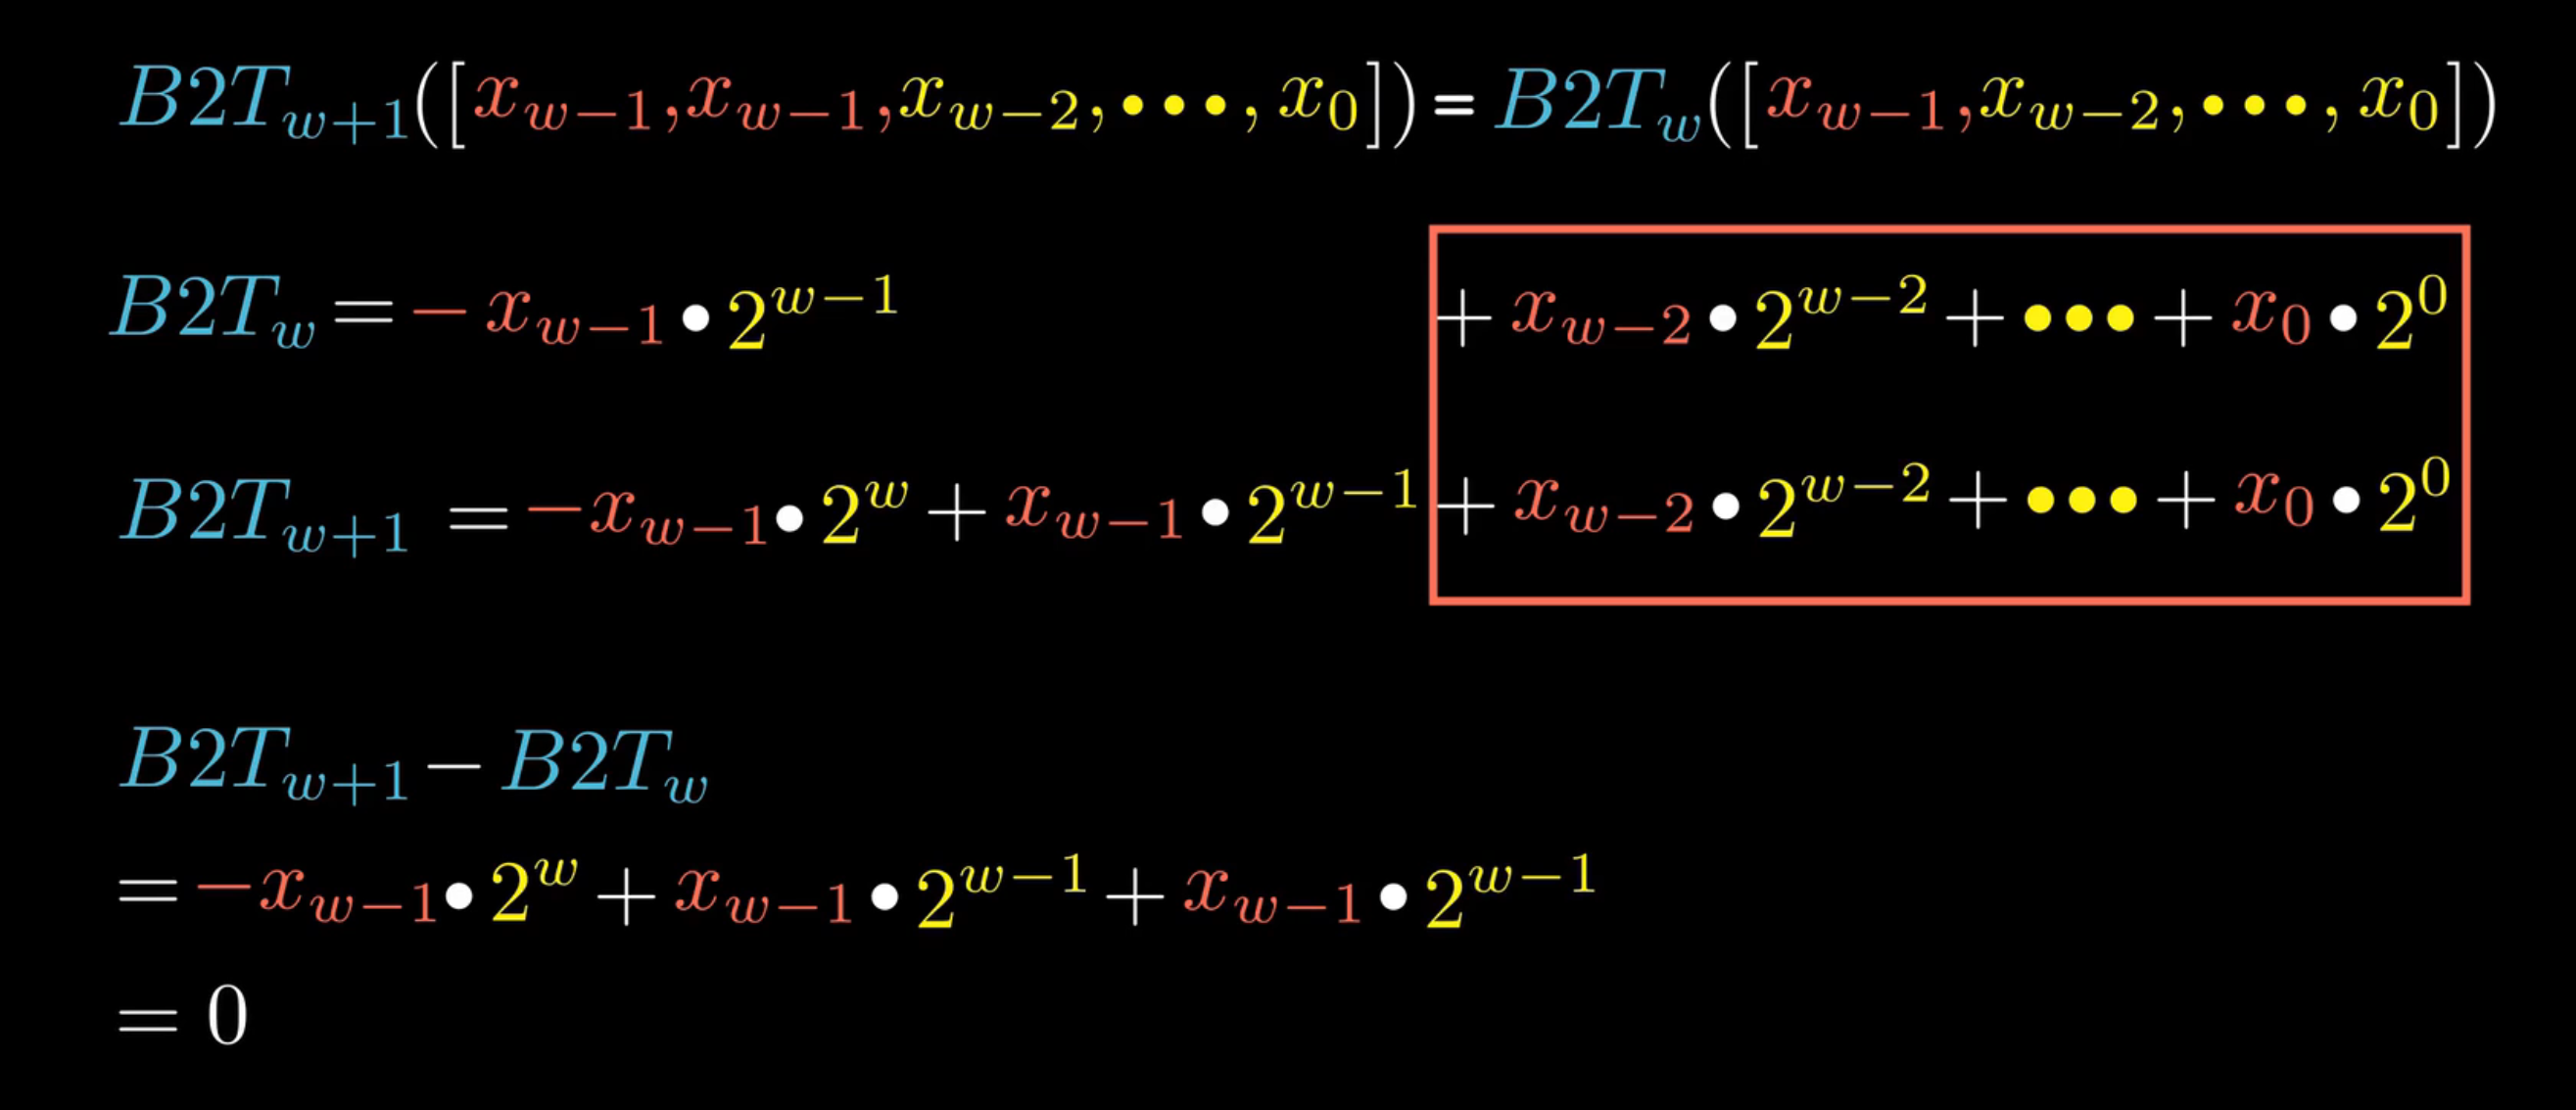 B2T_{w+1}([x_{w-1},x_{w-1},x_{w-2},•••,x_0])=B2T_w([x_{w-1},x_{w-2},•••,x_0])
B2T_w=-x_{w-1}•2^{w-1}+x_{w-2}•2^{w-2}+•••+x_0•2^0
B2T_{w+1}=-x_{w-1}•2^w+x_{w-1}•2^{w-1}+x_{w-2}•2^{w-2}+•••+x_0•2^0
B2T_{w+1}-B2T_w
=-x_{w-1}•2^w+x_{w-1}•2^{w-1}+x_{w-1}•2^{w-1}
=0